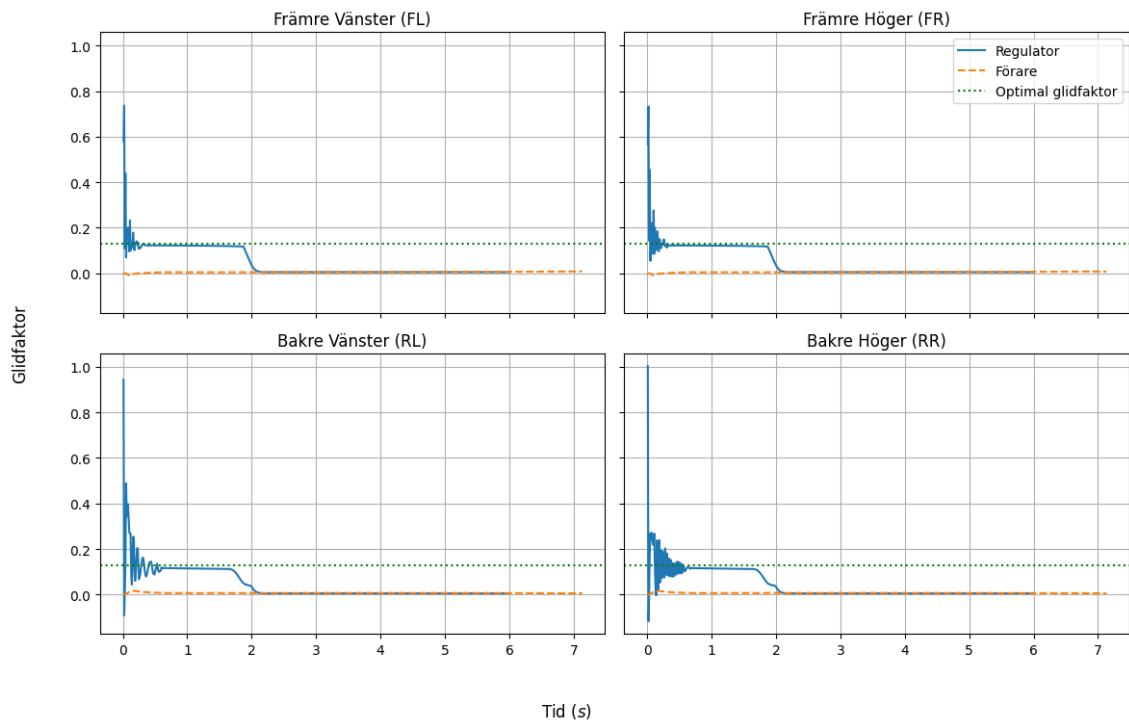 Främre Vänster (FL)
Främre Höger (FR)
1.0
0.8
0.6
0.4
0.2
0.0
Regulator
Förare
Optimal glidfaktor
Glidfaktor
Bakre Vänster (RL)
Bakre Höger (RR)
1.0
0.8
0.6
0.4
0.2
0.0
0 1 2 3 4 5 6 7
0 1 2 3 4 5 6 7
Tid (s)